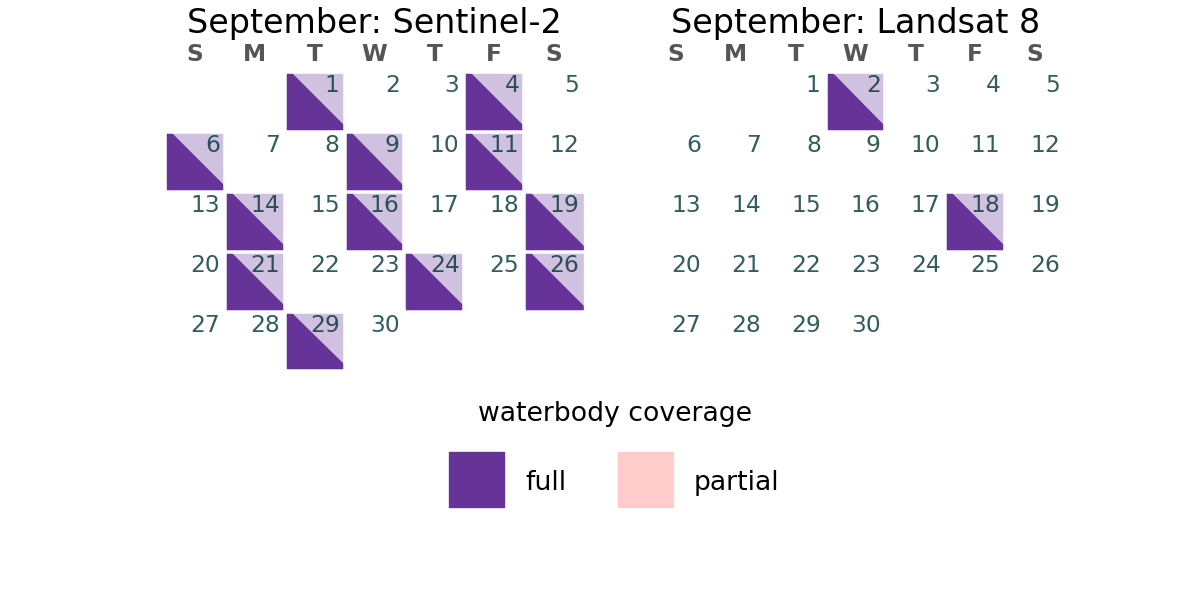 September: Sentinel-2
S M T W T F S
1 2 3 4 5
6 7 8 9 10 11 12
13 14 15 16 17 18 19
20 21 22 23 24 25 26
27 28 29 30
September: Landsat 8
S M T W T F S
1 2 3 4 5
6 7 8 9 10 11 12
13 14 15 16 17 18 19
20 21 22 23 24 25 26
27 28 29 30
waterbody coverage
full partial